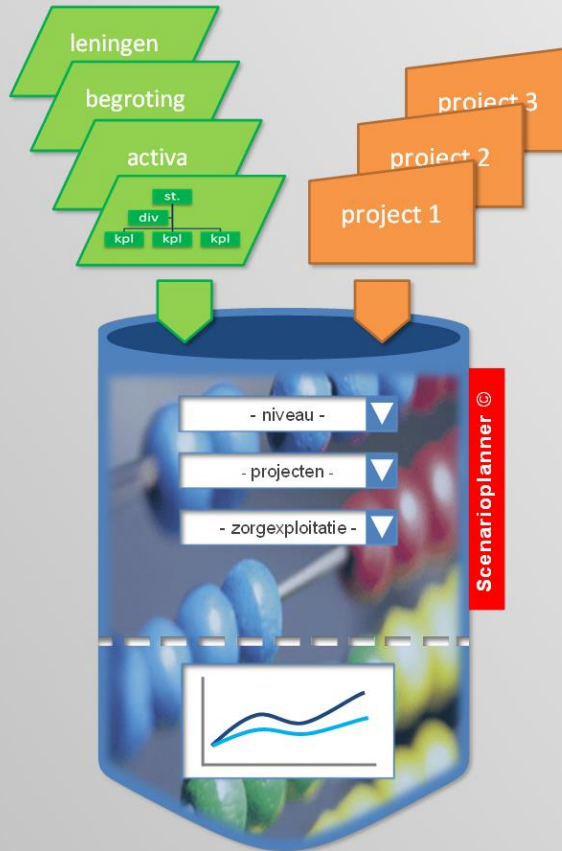 leningen
begroting
activa
st.
div
kpl kpl kpl
project 3
project 2
project 1
- niveau -
- projecten -
- zorgexploitatie -
Scenarioplanner ©